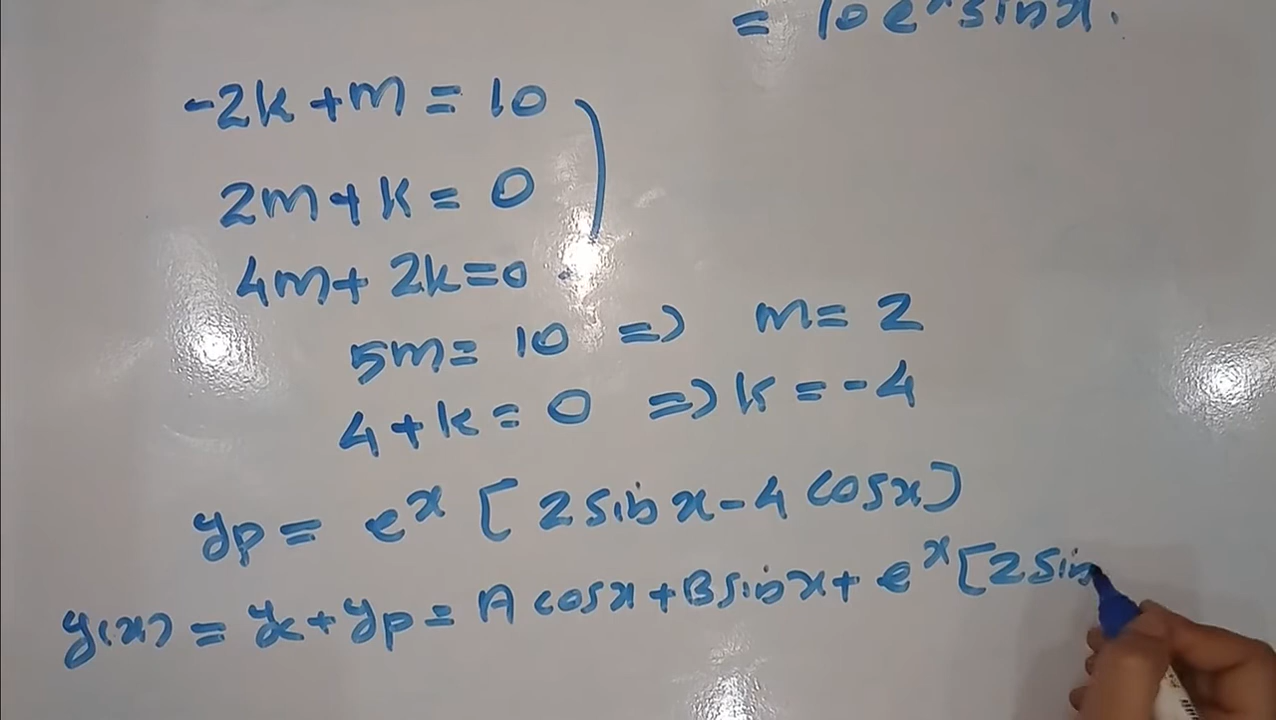 = 10 e^x sin x.
-2k + m = 10
2m + k = 0
4m + 2k = 0
5m = 10 => m = 2
4 + k = 0 => k = -4
yp = e^x [2 sin x - 4 cos x]
y(x) = yc + yp = A cos x + B sin x + e^x [2 sin